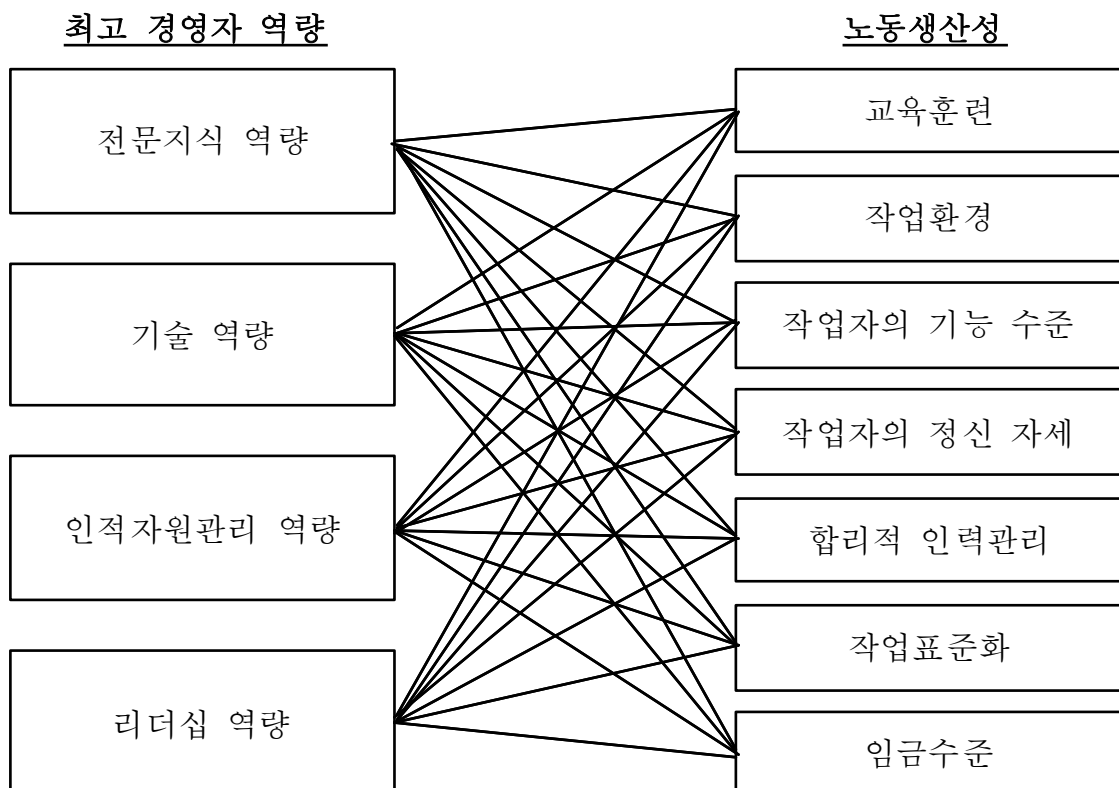 최고 경영자 역량
노동생산성
전문지식 역량
기술 역량
인적자원관리 역량
리더십 역량
교육훈련
작업환경
작업자의 기능 수준
작업자의 정신 자세
합리적 인력관리
작업표준화
임금수준